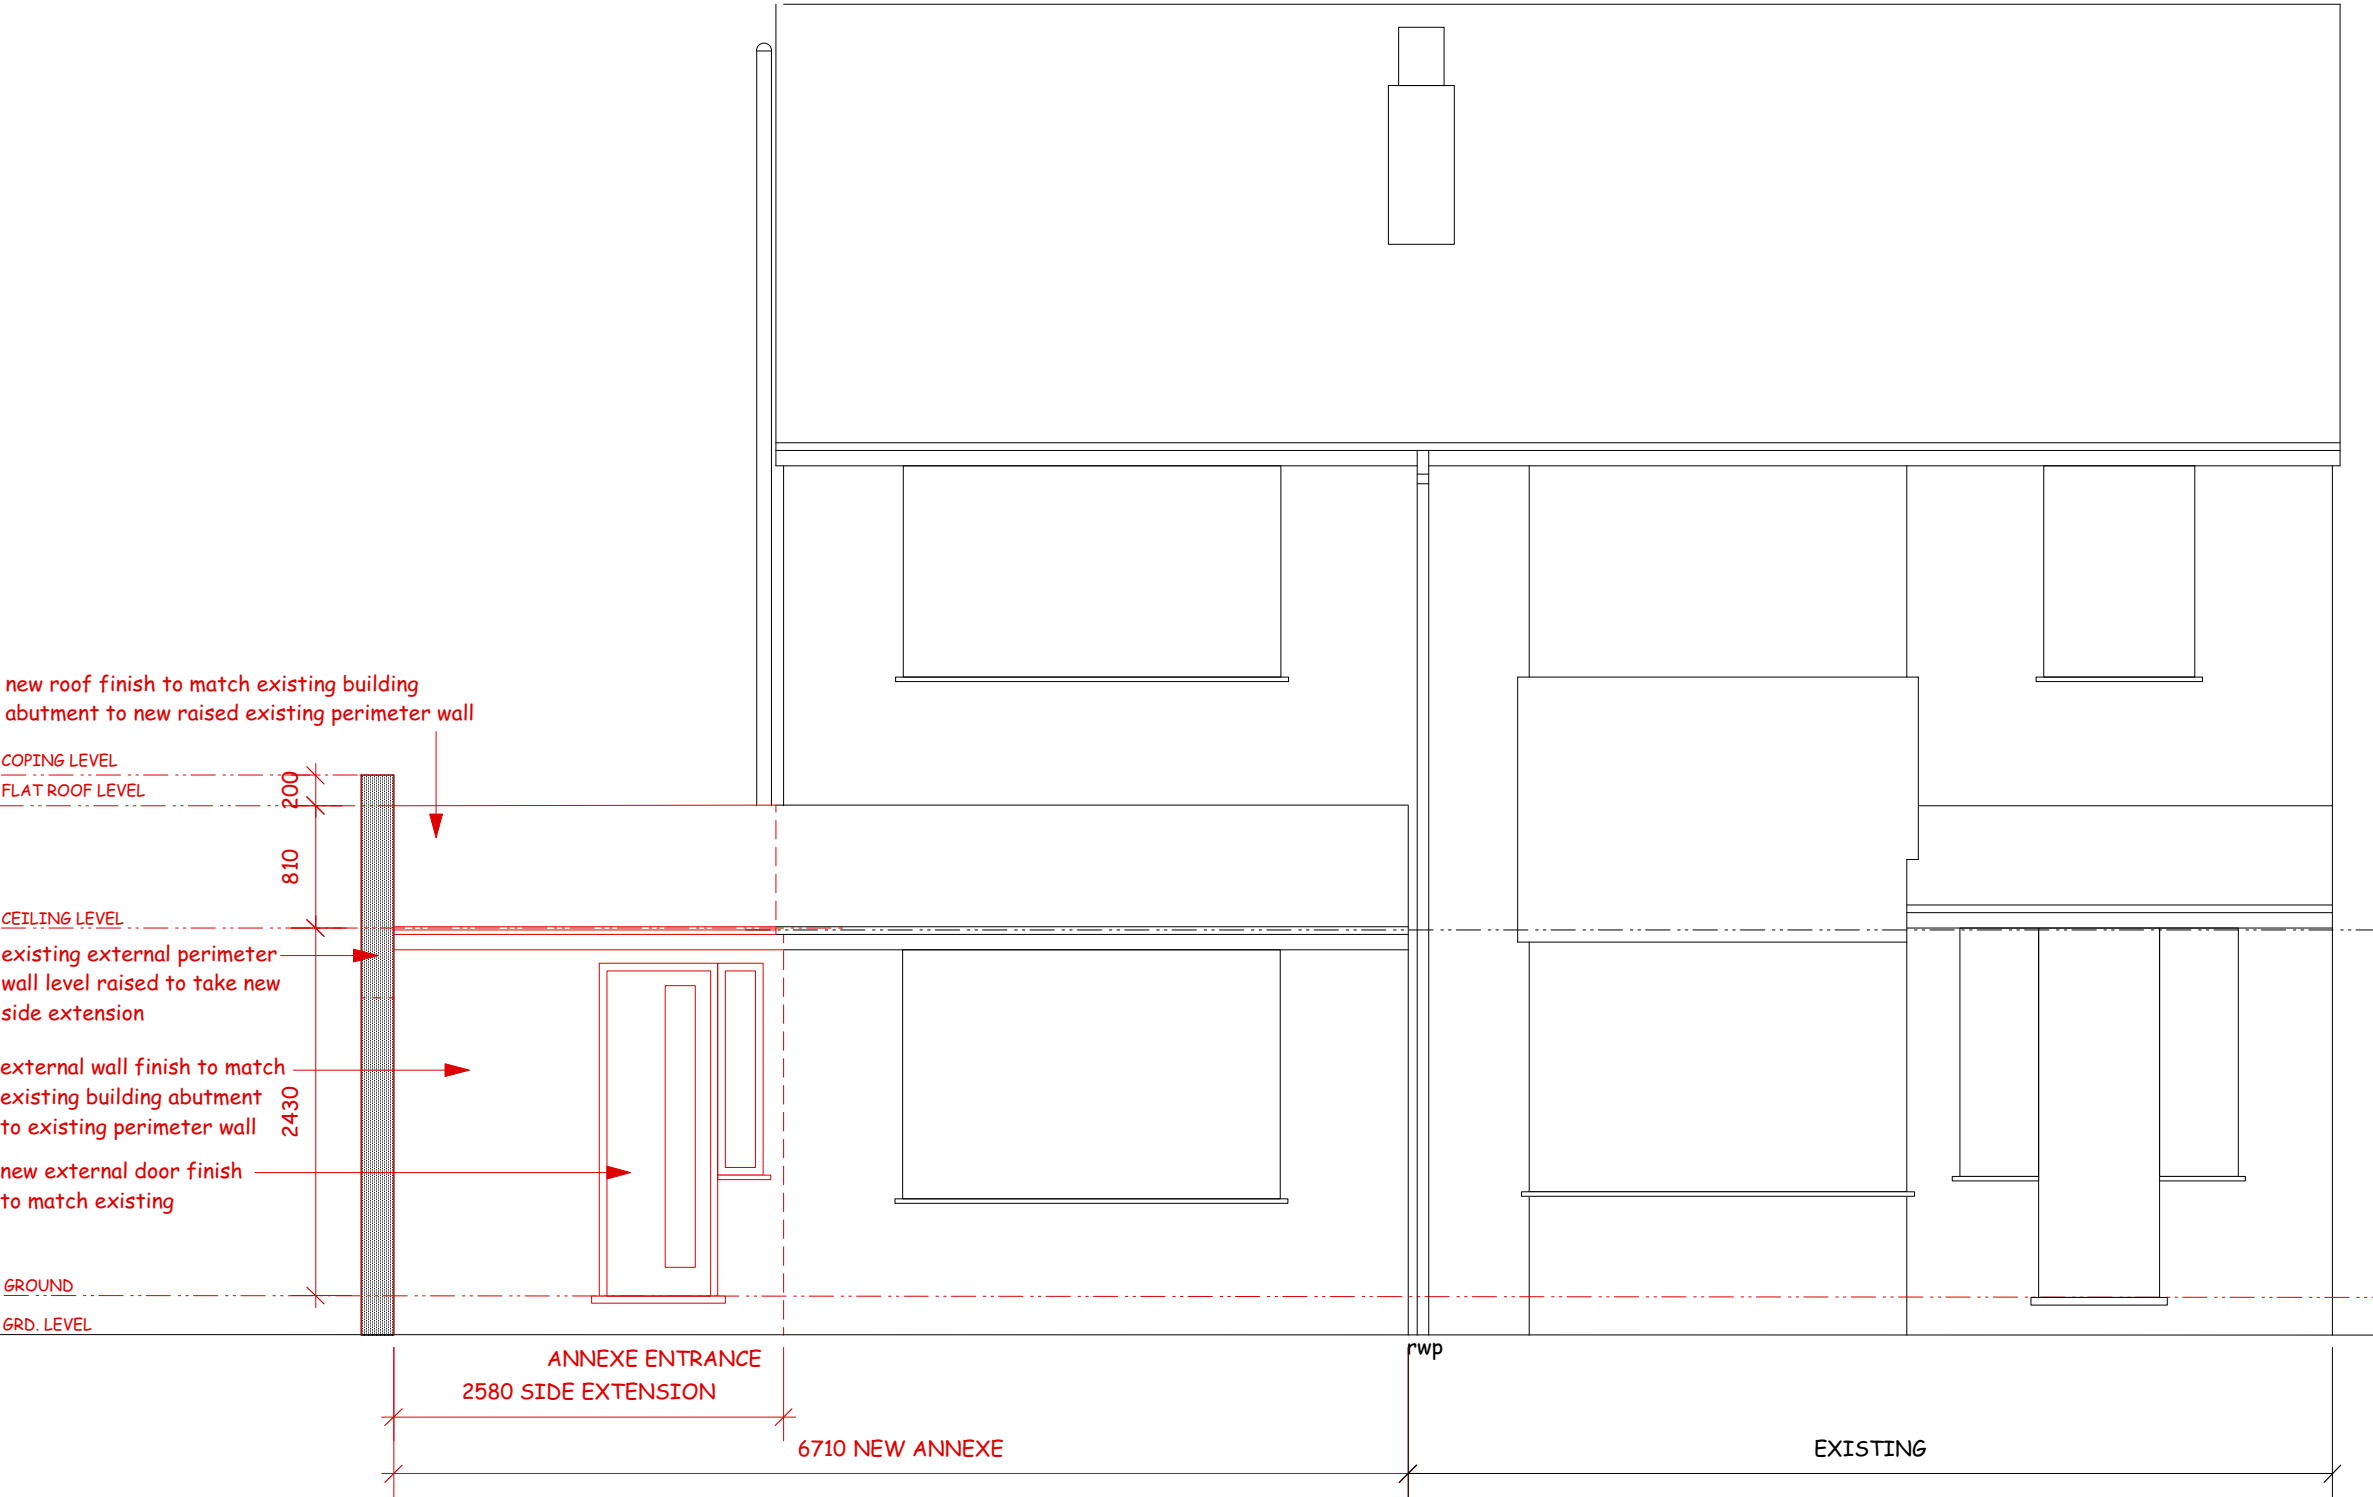 new roof finish to match existing building
abutment to new raised existing perimeter wall
COPING LEVEL
200
FLAT ROOF LEVEL
810
CEILING LEVEL
existing external perimeter
wall level raised to take new
side extension
external wall finish to match
existing building abutment
to existing perimeter wall
2430
new external door finish
to match existing
GROUND
GRD. LEVEL
rwp
ANNEXE ENTRANCE
2580 SIDE EXTENSION
6710 NEW ANNEXE
EXISTING